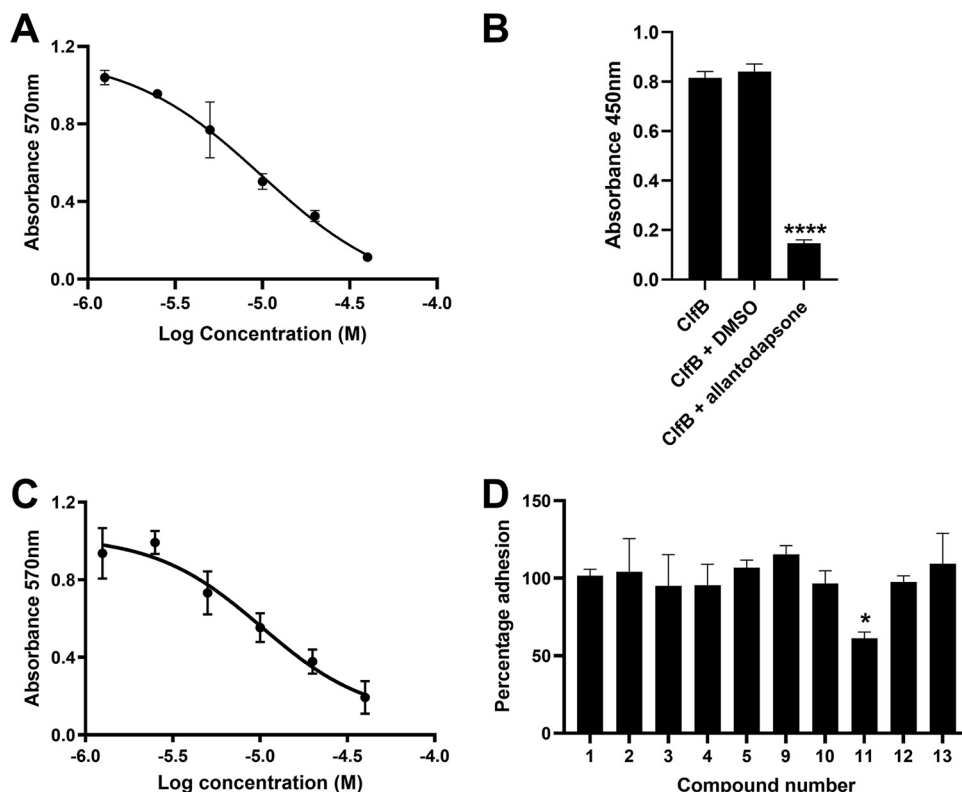 A
Absorbance 570nm
1.2
0.8
0.4
0.0
-6.0 -5.5 -5.0 -4.5 -4.0
Log Concentration (M)
B
Absorbance 450nm
1.0
0.8
0.6
0.4
0.2
0.0
****
ClfB
ClfB + DMSO
ClfB + allantodapsone
C
Absorbance 570nm
1.2
0.8
0.4
0.0
-6.0 -5.5 -5.0 -4.5 -4.0
Log concentration (M)
D
Percentage adhesion
150
100
50
0
*
1 2 3 4 5 9 10 11 12 13
Compound number